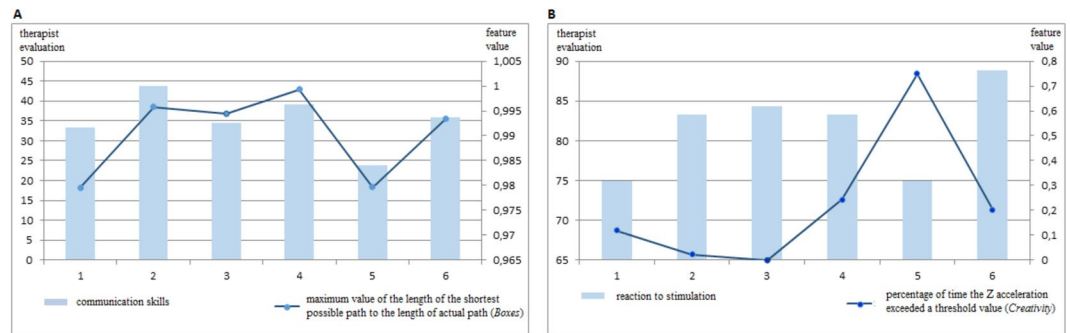 A
therapist
evaluation
feature
value
50
45
40
35
30
25
20
15
10
5
0
1,005
1
0,995
0,99
0,985
0,98
0,975
0,97
0,965
1 2 3 4 5 6
communication skills
maximum value of the length of the shortest
possible path to the length of actual path (Boxes)
B
therapist
evaluation
feature
value
90
85
80
75
70
65
0,8
0,7
0,6
0,5
0,4
0,3
0,2
0,1
0
1 2 3 4 5 6
reaction to stimulation
percentage of time the Z acceleration
exceeded a threshold value (Creativity)